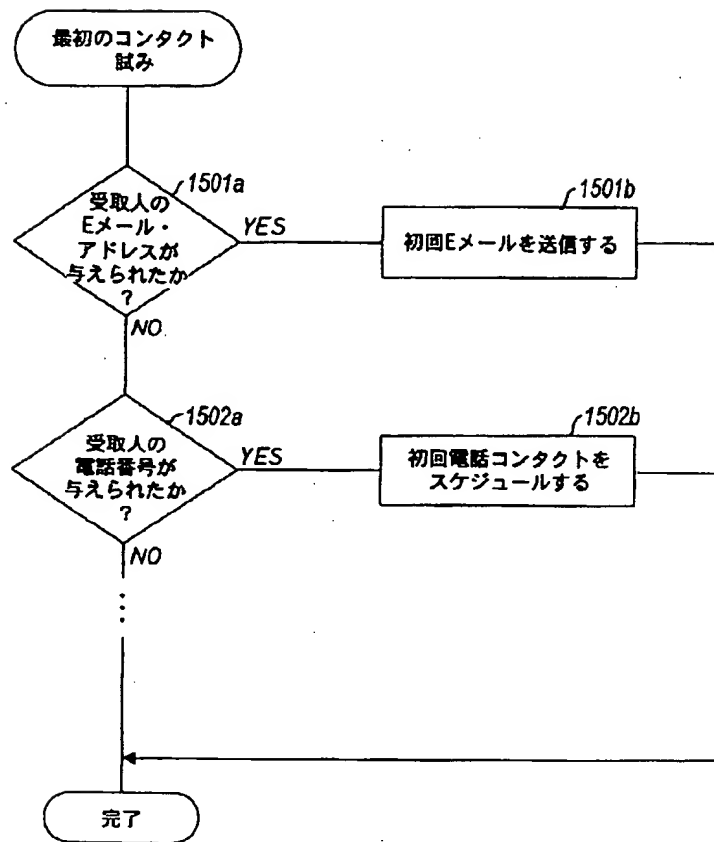 最初のコンタクト
試み
1501a
受取人の
Eメール・
アドレスが
与えられたか
?
YES
1501b
初回Eメールを送信する
NO
1502a
受取人の
電話番号が
与えられたか
?
YES
1502b
初回電話コンタクトを
スケジュールする
NO
完了